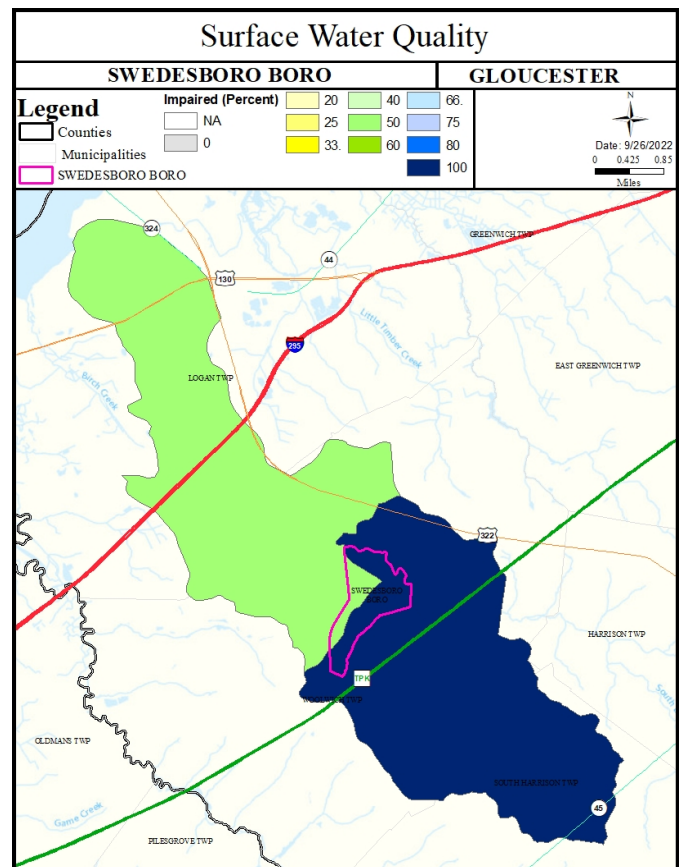 Surface Water Quality
SWEDESBORO BORO
GLOUCESTER
Legend
Counties
Municipalities
SWEDESBORO BORO
Impaired (Percent)
NA
0
20
25
33.
40
50
60
66.
75
80
100
N
Date: 9/26/2022
0 0.425 0.85
Miles
324
GREENWICH TWP
44
130
Little Timber Creek
295
EAST GREENWICH TWP
Birch Creek
LOGAN TWP
322
SWEDESBORO
BORO
HARRISON TWP
TPK
WOOLWICH TWP
OLDMANS TWP
SOUTH HARRISON TWP
45
Game Creek
PILESGROVE TWP